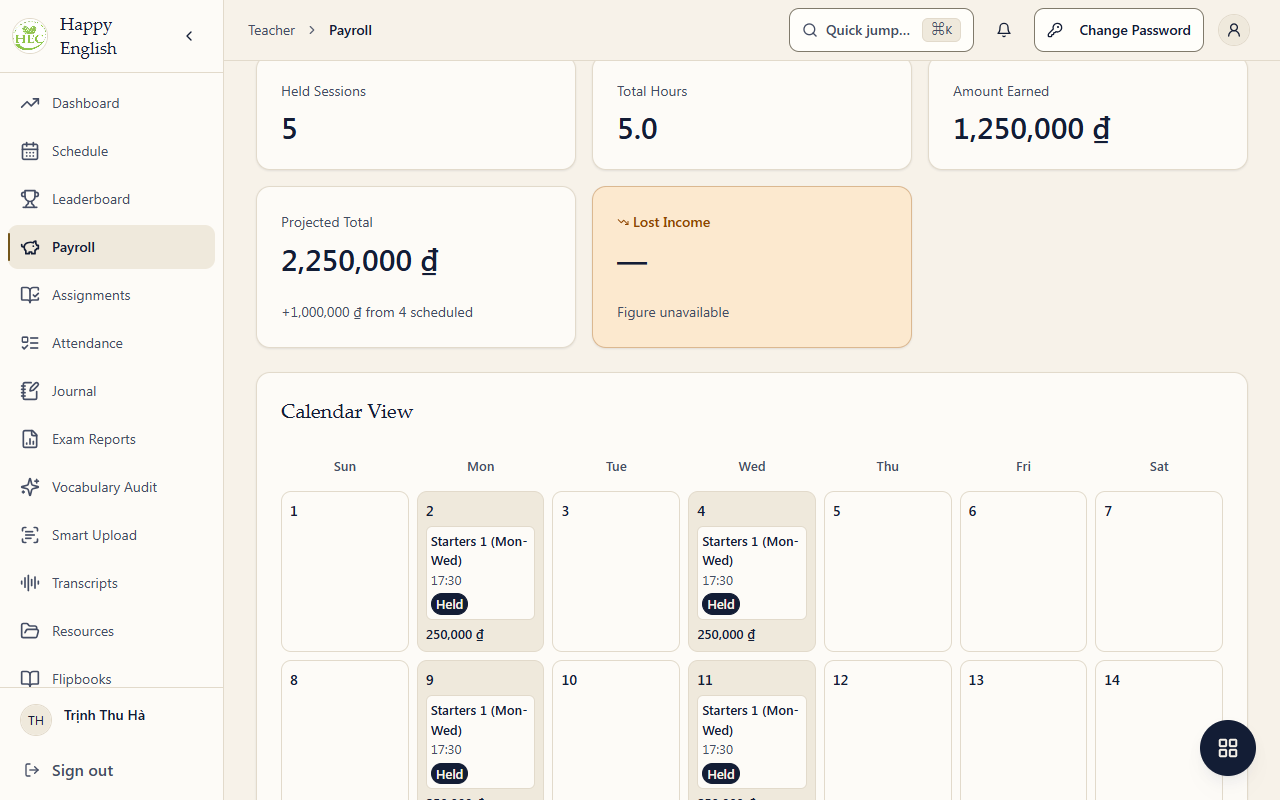 HEC
Happy
English
Teacher > Payroll
Quick jump...
⌘K
Change Password
Dashboard
Schedule
Leaderboard
Payroll
Assignments
Attendance
Journal
Exam Reports
Vocabulary Audit
Smart Upload
Transcripts
Resources
Flipbooks
TH
Trịnh Thu Hà
Sign out
Held Sessions
5
Total Hours
5.0
Amount Earned
1,250,000 ₫
Projected Total
2,250,000 ₫
+1,000,000 ₫ from 4 scheduled
Lost Income
—
Figure unavailable
Calendar View
Sun Mon Tue Wed Thu Fri Sat
1
2
Starters 1 (Mon-
Wed)
17:30
Held
250,000 ₫
3
4
Starters 1 (Mon-
Wed)
17:30
Held
250,000 ₫
5
6
7
8
9
Starters 1 (Mon-
Wed)
17:30
Held
10
11
Starters 1 (Mon-
Wed)
17:30
Held
12
13
14